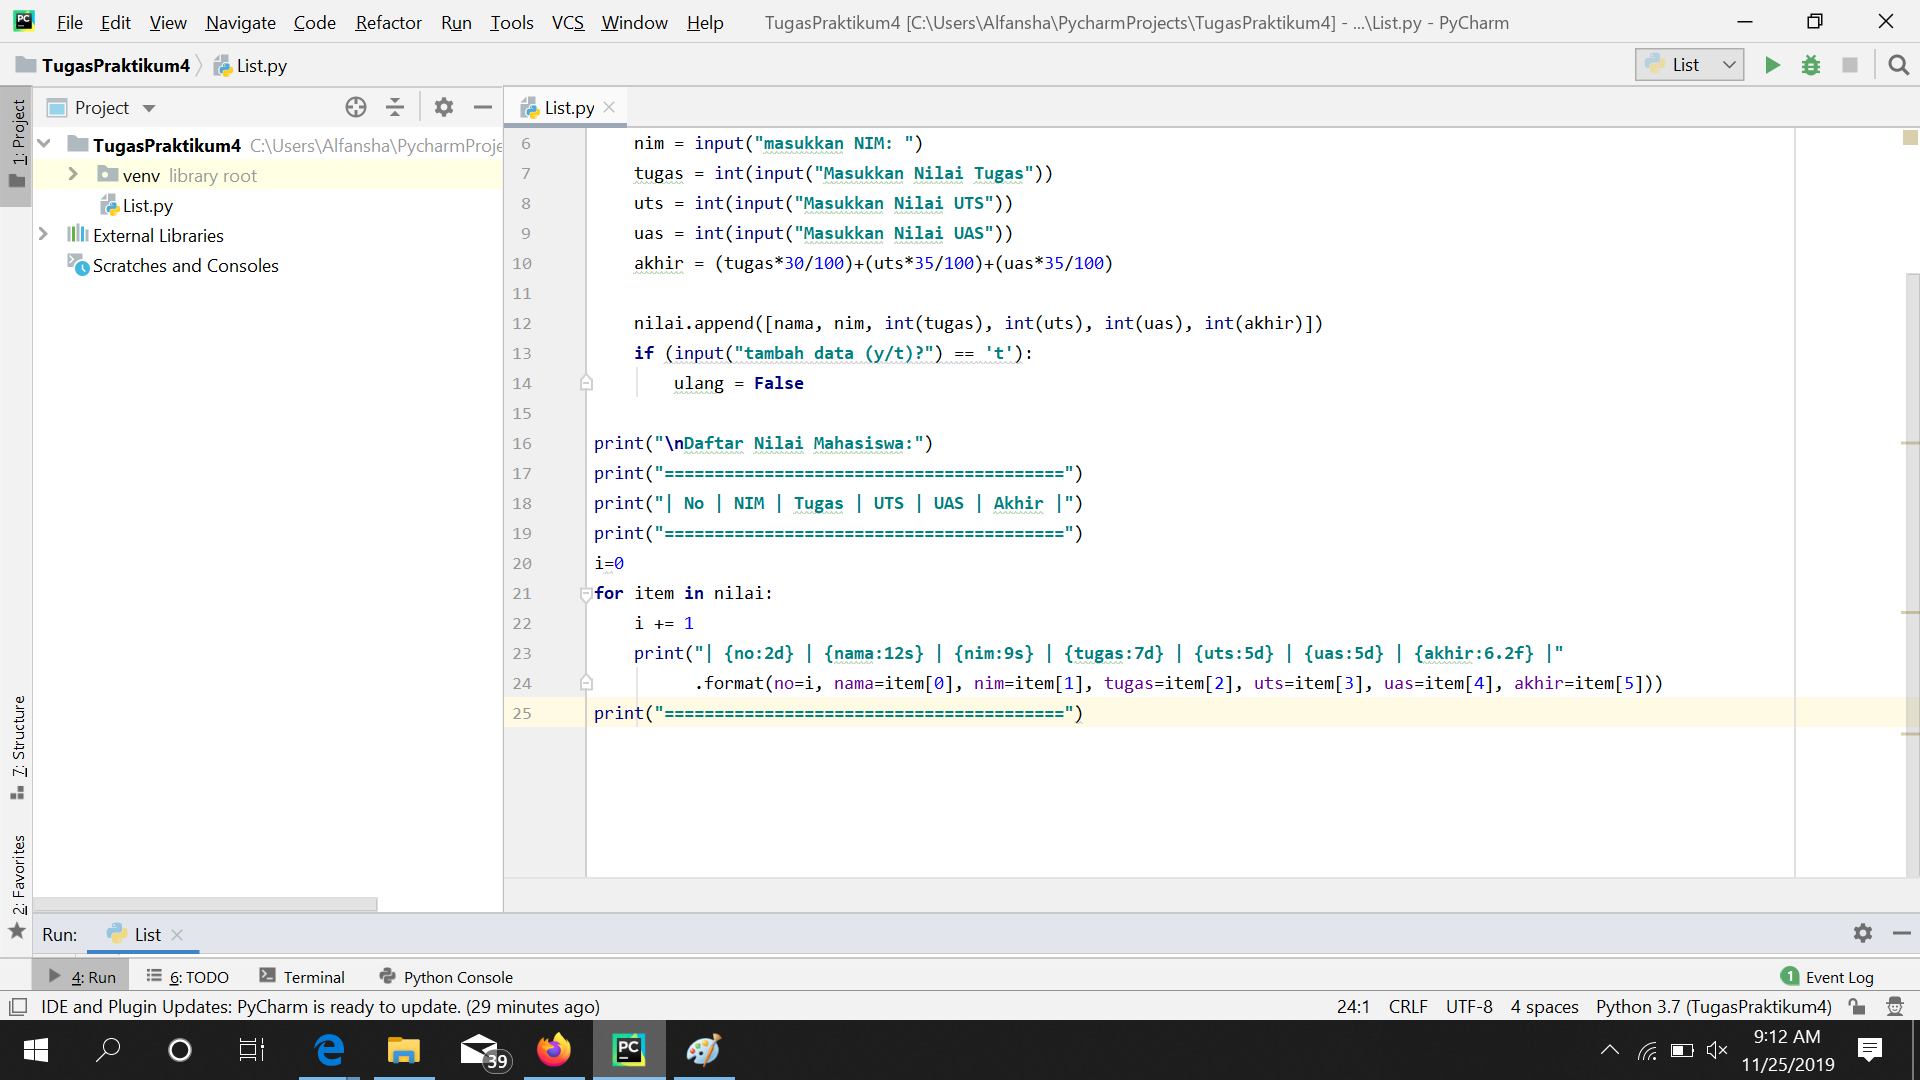 File Edit View Navigate Code Refactor Run Tools VCS Window Help TugasPraktikum4 [C:\Users\Alfansha\PycharmProjects\TugasPraktikum4] - ...\List.py - PyCharm
TugasPraktikum4 List.py List
Project
List.py
1: Project
TugasPraktikum4 C:\Users\Alfansha\PycharmProje
venv library root
List.py
External Libraries
Scratches and Consoles
7: Structure
2: Favorites
6 nim = input("masukkan NIM: ")
7 tugas = int(input("Masukkan Nilai Tugas"))
8 uts = int(input("Masukkan Nilai UTS"))
9 uas = int(input("Masukkan Nilai UAS"))
10 akhir = (tugas*30/100)+(uts*35/100)+(uas*35/100)
11
12 nilai.append([nama, nim, int(tugas), int(uts), int(uas), int(akhir)])
13 if (input("tambah data (y/t)?") == 't'):
14 ulang = False
15
16 print("\nDaftar Nilai Mahasiswa:")
17 print("========================================")
18 print("| No | NIM | Tugas | UTS | UAS | Akhir |")
19 print("========================================")
20 i=0
21 for item in nilai:
22 i += 1
23 print("| {no:2d} | {nama:12s} | {nim:9s} | {tugas:7d} | {uts:5d} | {uas:5d} | {akhir:6.2f} |"
24 .format(no=i, nama=item[0], nim=item[1], tugas=item[2], uts=item[3], uas=item[4], akhir=item[5]))
25 print("========================================")
Run: List
4: Run 6: TODO Terminal Python Console 1 Event Log
IDE and Plugin Updates: PyCharm is ready to update. (29 minutes ago) 24:1 CRLF UTF-8 4 spaces Python 3.7 (TugasPraktikum4)
39
PC
9:12 AM
11/25/2019